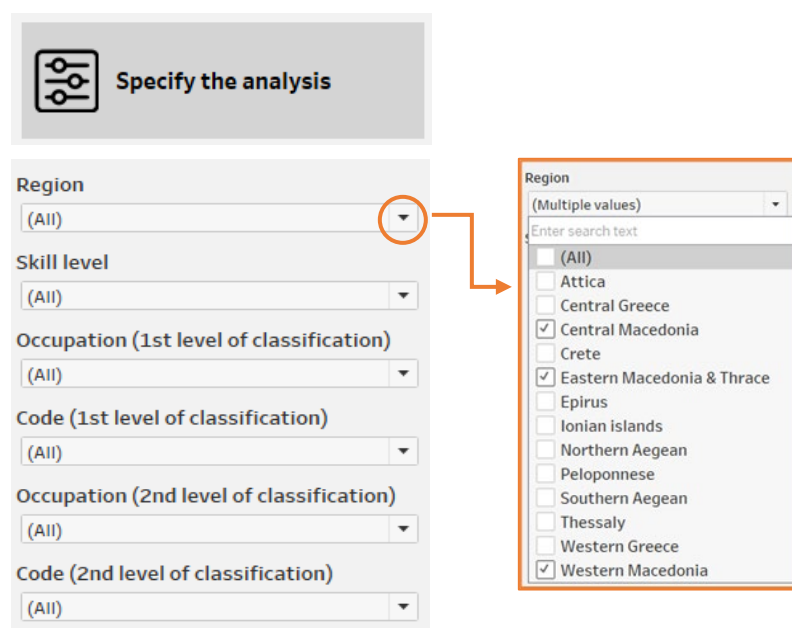 Specify the analysis
Region
(All)
Skill level
(All)
Occupation (1st level of classification)
(All)
Code (1st level of classification)
(All)
Occupation (2nd level of classification)
(All)
Code (2nd level of classification)
(All)
Region
(Multiple values)
Enter search text
(All)
Attica
Central Greece
Central Macedonia
Crete
Eastern Macedonia & Thrace
Epirus
Ionian islands
Northern Aegean
Peloponnese
Southern Aegean
Thessaly
Western Greece
Western Macedonia